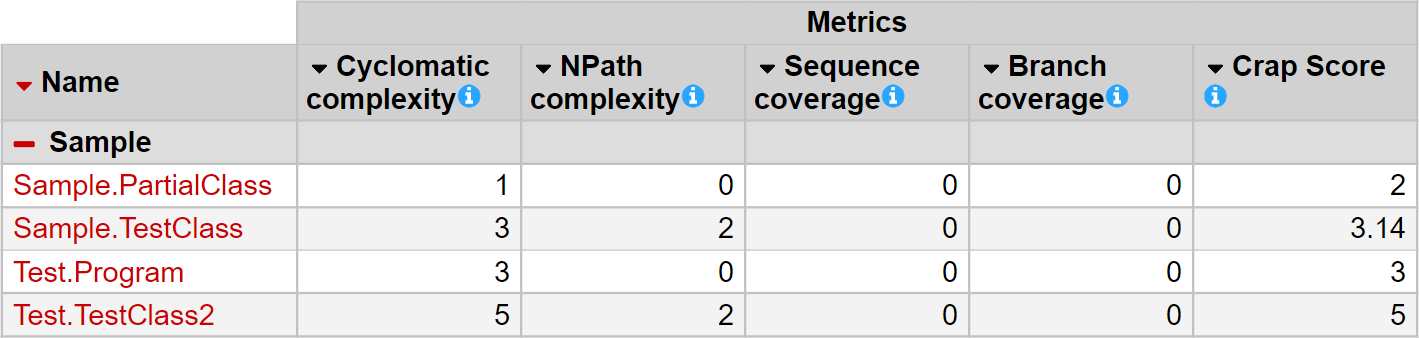 Metrics
Name Cyclomatic complexity NPath complexity Sequence coverage Branch coverage Crap Score
Sample
Sample.PartialClass 1 0 0 0 2
Sample.TestClass 3 2 0 0 3.14
Test.Program 3 0 0 0 3
Test.TestClass2 5 2 0 0 5